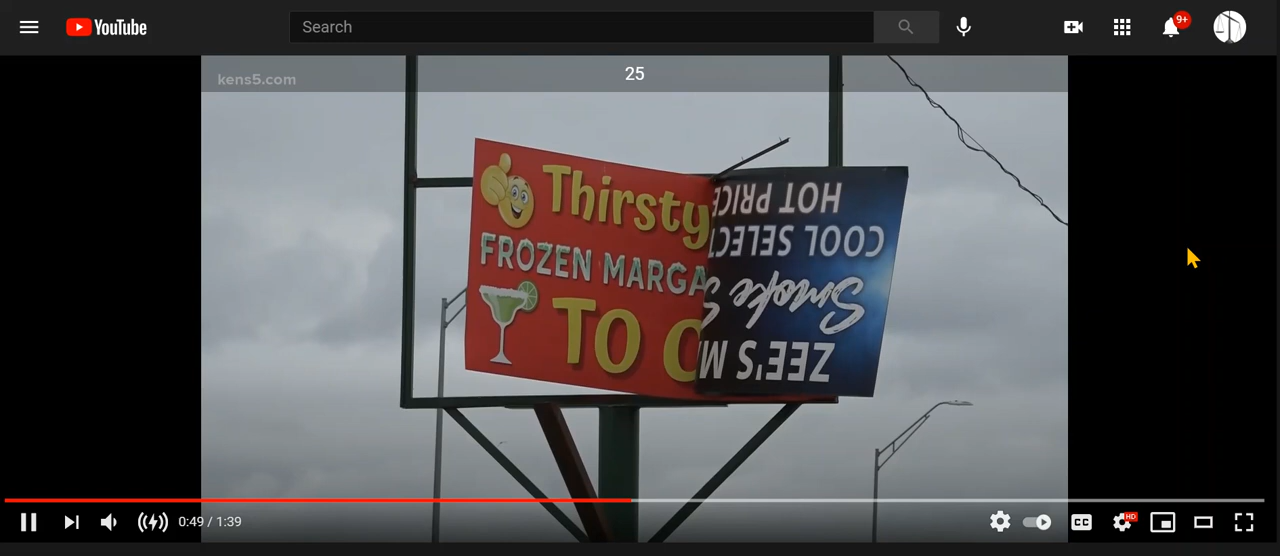 YouTube
Search
9+
kens5.com
25
Thirsty
FROZEN MARGA
TO
HOT PRICE
COOL SELECT
Smoke S
ZEE'S M
0:49 / 1:39
CC
HD